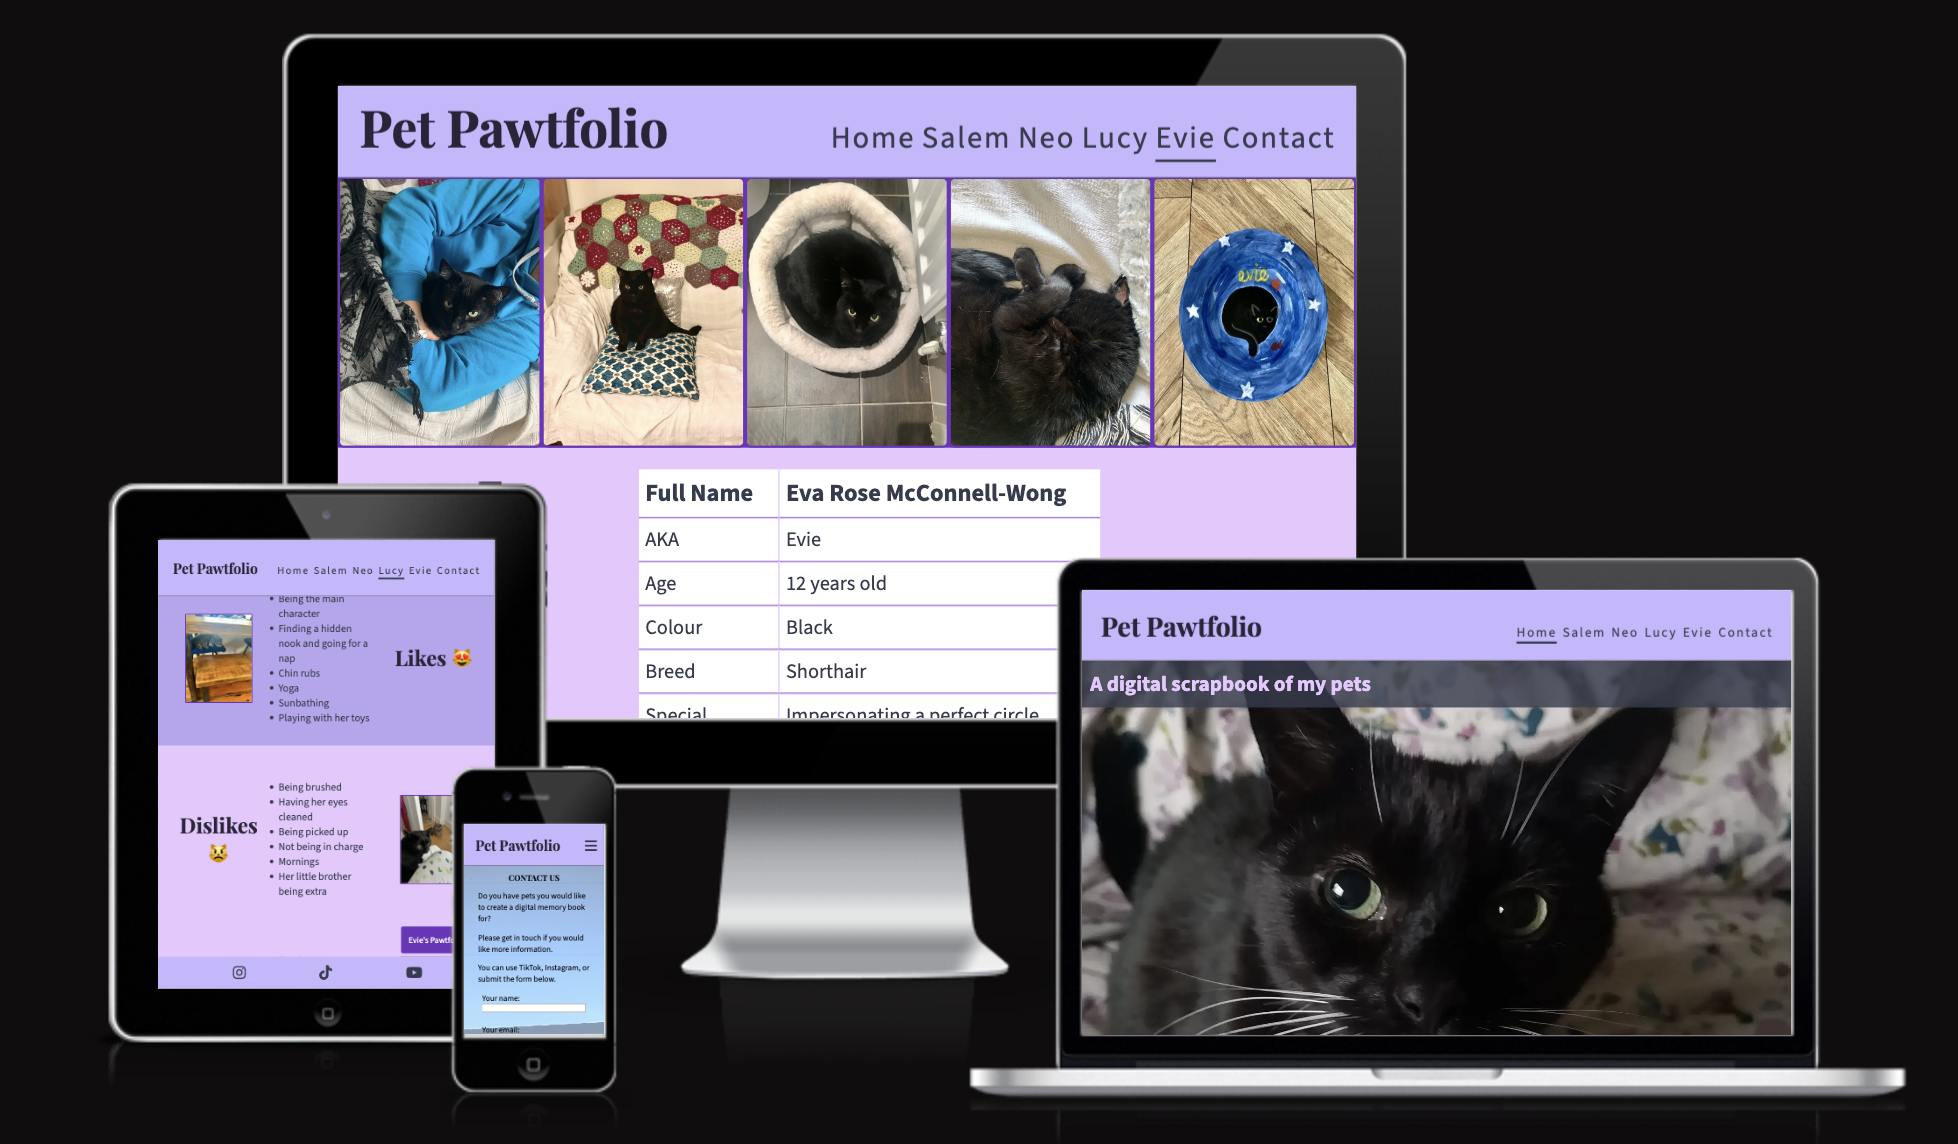 Pet Pawtfolio
Home Salem Neo Lucy Evie Contact
evie
Full Name Eva Rose McConnell-Wong
AKA Evie
Age 12 years old
Colour Black
Breed Shorthair
Special Impersonating a perfect circle
Pet Pawtfolio
Home Salem Neo Lucy Evie Contact
Being the main
character
Finding a hidden
nook and going for a
nap
Chin rubs
Yoga
Sunbathing
Playing with her toys
Likes 😻
Dislikes
😾
Being brushed
Having her eyes
cleaned
Being picked up
Not being in charge
Mornings
Her little brother
being extra
Evie's Pawtfo
Pet Pawtfolio
CONTACT US
Do you have pets you would like
to create a digital memory book
for?
Please get in touch if you would
like more information.
You can use TikTok, Instagram, or
submit the form below.
Your name:
Your email:
Pet Pawtfolio
Home Salem Neo Lucy Evie Contact
A digital scrapbook of my pets